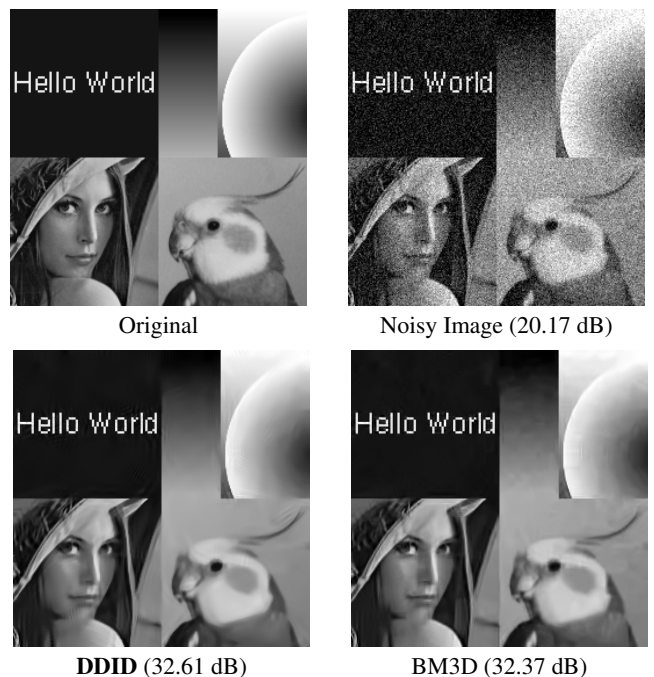 Hello World
Hello World
Original
Noisy Image (20.17 dB)
Hello World
Hello World
DDID (32.61 dB)
BM3D (32.37 dB)